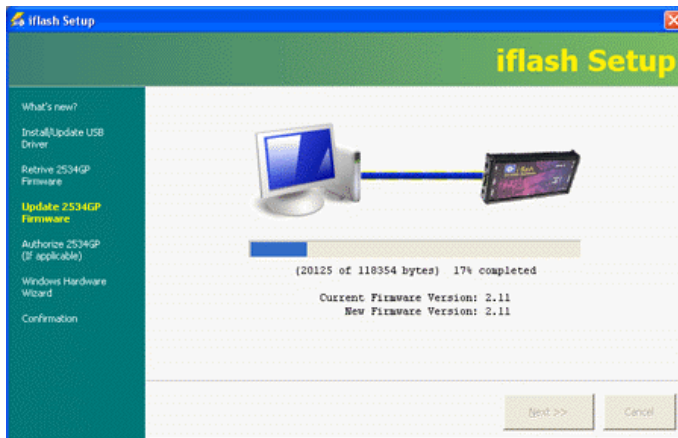 iflash Setup
iflash Setup
What's new?
Install/Update USB
Driver
Retrive 2534GP
Firmware
Update 2534GP
Firmware
Authorize 2534GP
(If applicable)
Windows Hardware
Wizard
Confirmation
(20125 of 118354 bytes) 17% completed
Current Firmware Version: 2.11
New Firmware Version: 2.11
Next >>
Cancel